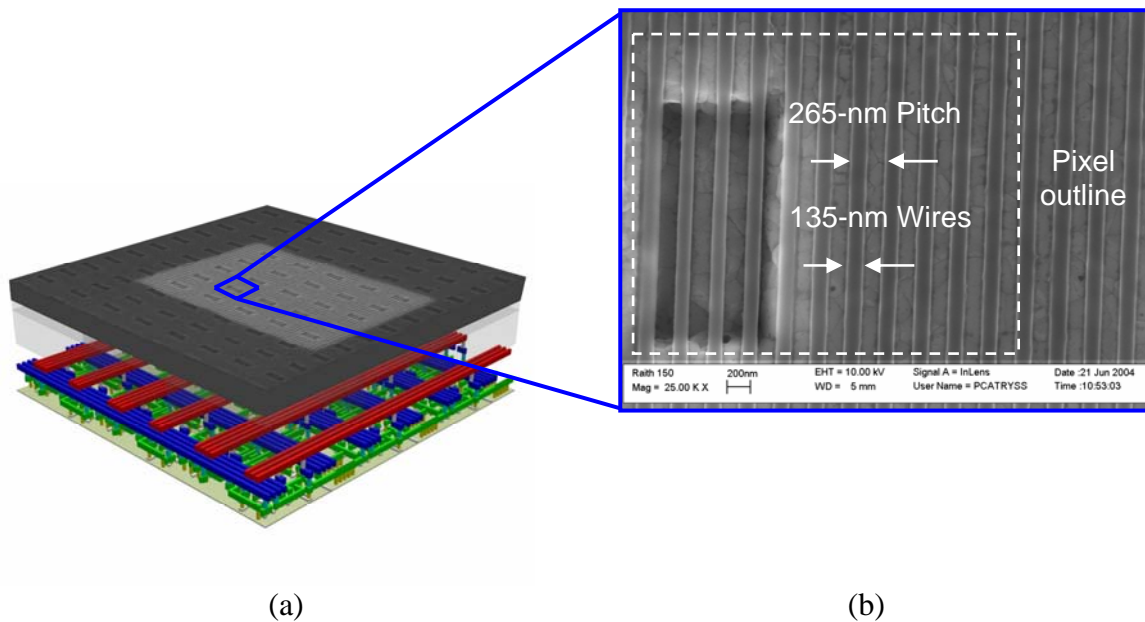 265-nm Pitch
135-nm Wires
Pixel
outline
Raith 150
Mag = 25.00 K X
200nm
EHT = 10.00 kV
WD = 5 mm
Signal A = InLens
User Name = PCATRYSS
Date :21 Jun 2004
Time :10:53:03
(a)
(b)